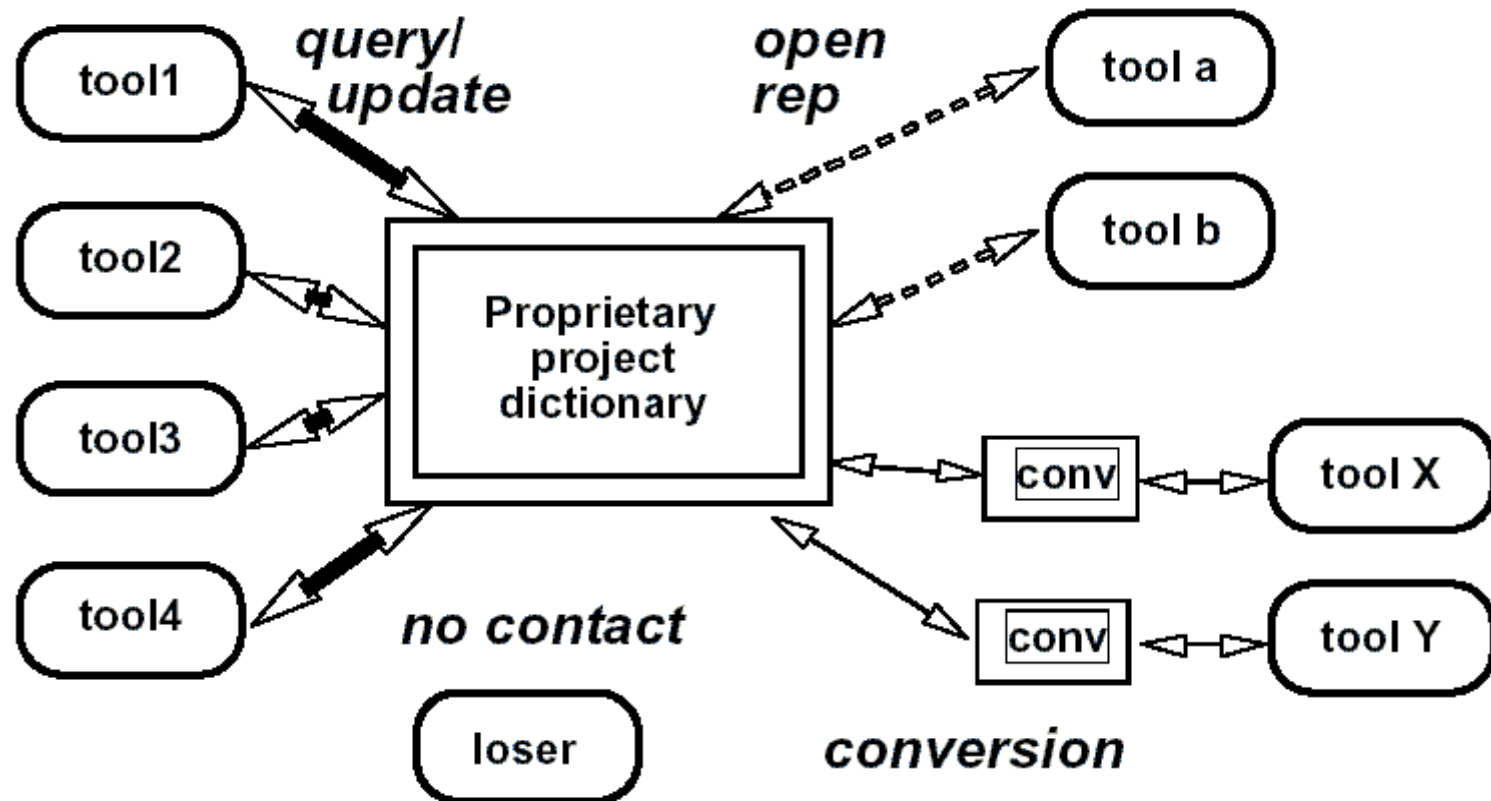 tool1
query/
update
open
rep
tool a
tool2
tool b
Proprietary
project
dictionary
tool3
conv
tool X
tool4
no contact
conv
tool Y
loser
conversion